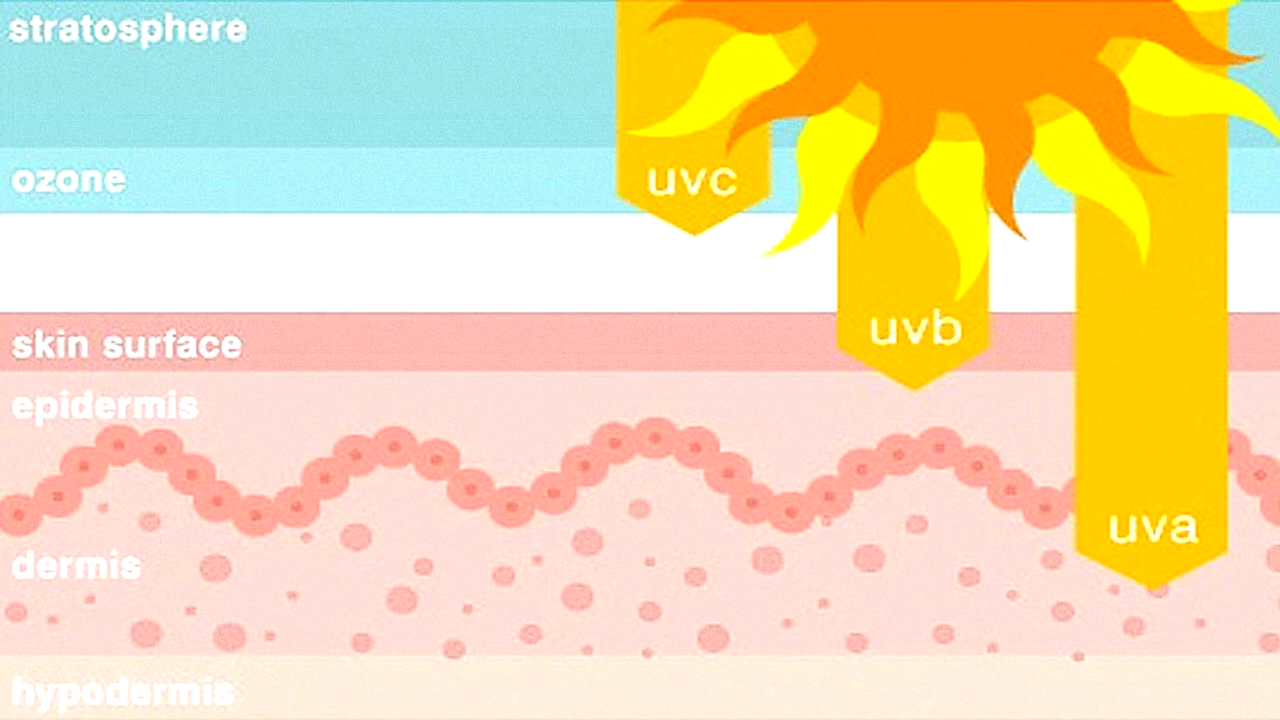 stratosphere
ozone
uvc
uvb
skin surface
epidermis
uva
dermis
hypodermis